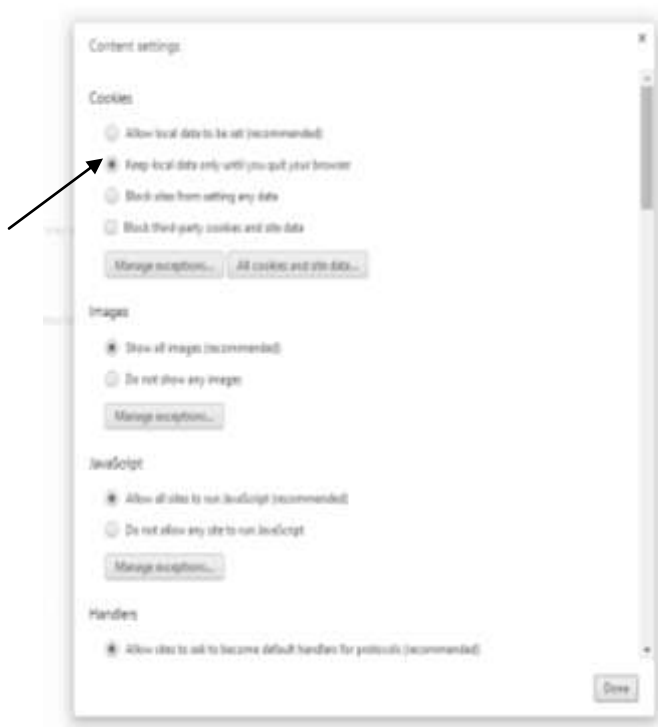 Content settings
x
Cookies
Allow local data to be set (recommended)
Keep local data only until you quit your browser
Block sites from setting any data
Block third-party cookies and site data
Manage exceptions... All cookies and site data...
Images
Show all images (recommended)
Do not show any images
Manage exceptions...
JavaScript
Allow all sites to run JavaScript (recommended)
Do not allow any site to run JavaScript
Manage exceptions...
Handlers
Allow sites to ask to become default handlers for protocols (recommended)
Done